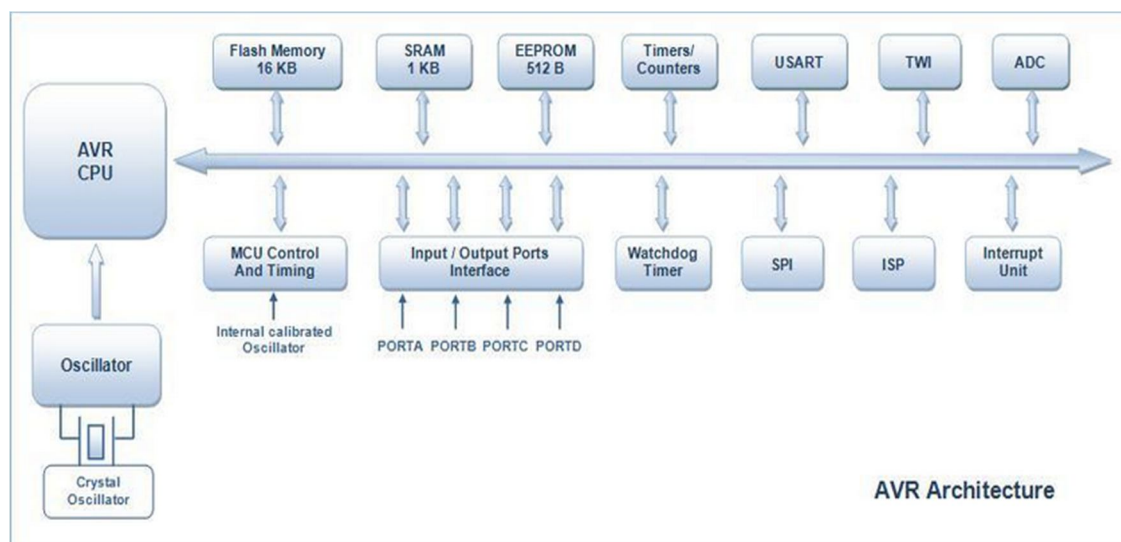 Flash Memory
16 KB
SRAM
1 KB
EEPROM
512 B
Timers/
Counters
USART
TWI
ADC
AVR
CPU
MCU Control
And Timing
Input / Output Ports
Interface
Watchdog
Timer
SPI
ISP
Interrupt
Unit
Internal calibrated
Oscillator
PORTA
PORTB
PORTC
PORTD
Oscillator
Crystal
Oscillator
AVR Architecture